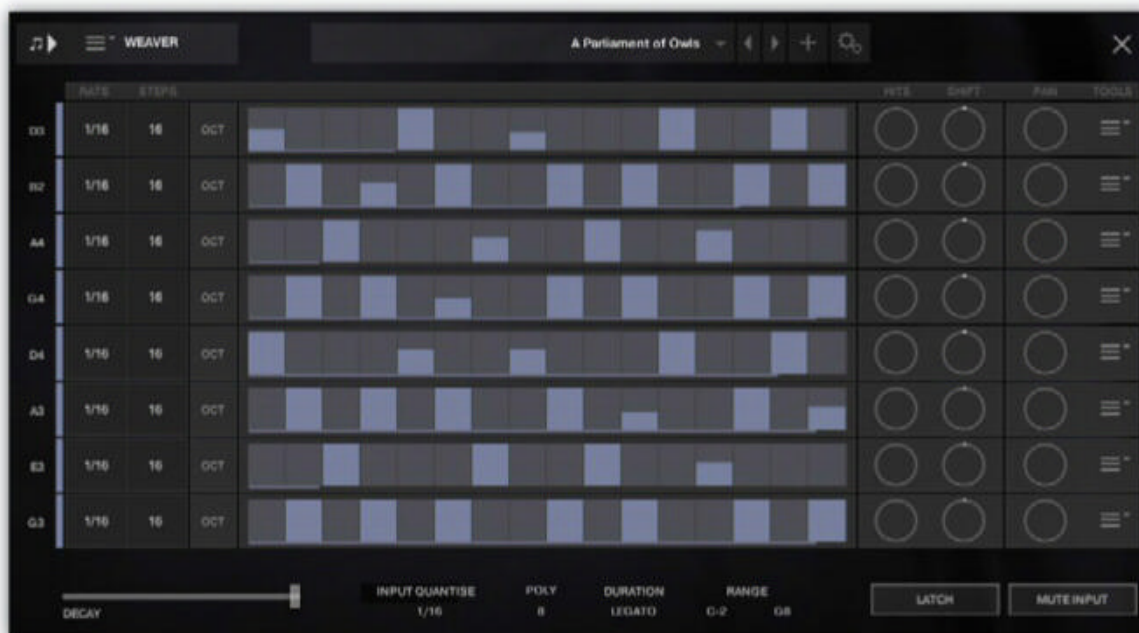 WEAVER
A Parliament of Owls
RATE STEPS HITS SHIFT PAN TOOLS
D3 1/16 16 OCT
B2 1/16 16 OCT
A4 1/16 16 OCT
G4 1/16 16 OCT
D4 1/16 16 OCT
A3 1/16 16 OCT
E3 1/16 16 OCT
G3 1/16 16 OCT
INPUT QUANTISE POLY DURATION RANGE
1/16 8 LEGATO C-2 G8
DECAY
LATCH
MUTE INPUT